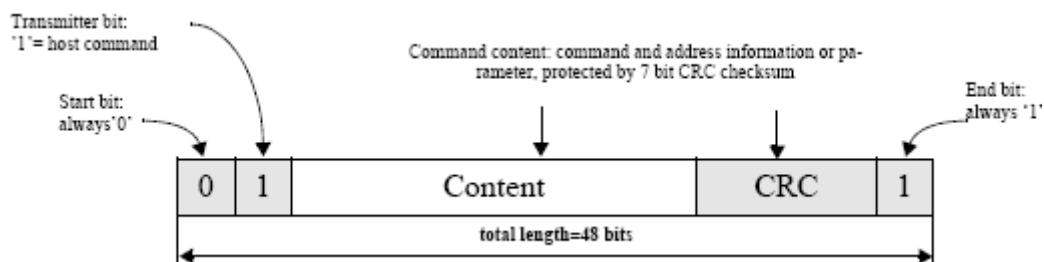 Transmitter bit:
'1'= host command
Command content: command and address information or pa-
rameter, protected by 7 bit CRC checksum
Start bit:
always'0'
End bit:
always '1'
0 1 Content CRC 1
total length=48 bits